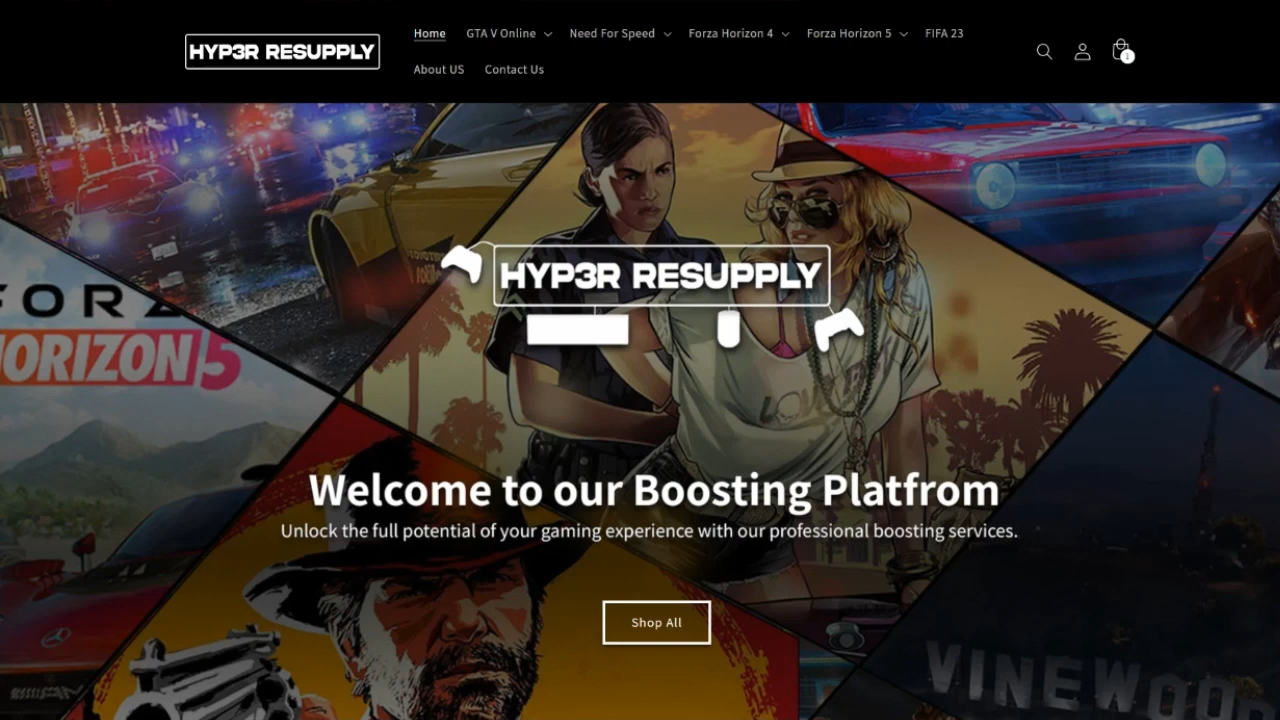 HYP3R RESUPPLY
Home GTA V Online Need For Speed Forza Horizon 4 Forza Horizon 5 FIFA 23
About US Contact Us
1
HYP3R RESUPPLY
HORIZON 5
Welcome to our Boosting Platfrom
Unlock the full potential of your gaming experience with our professional boosting services.
Shop All
VINEWOOD